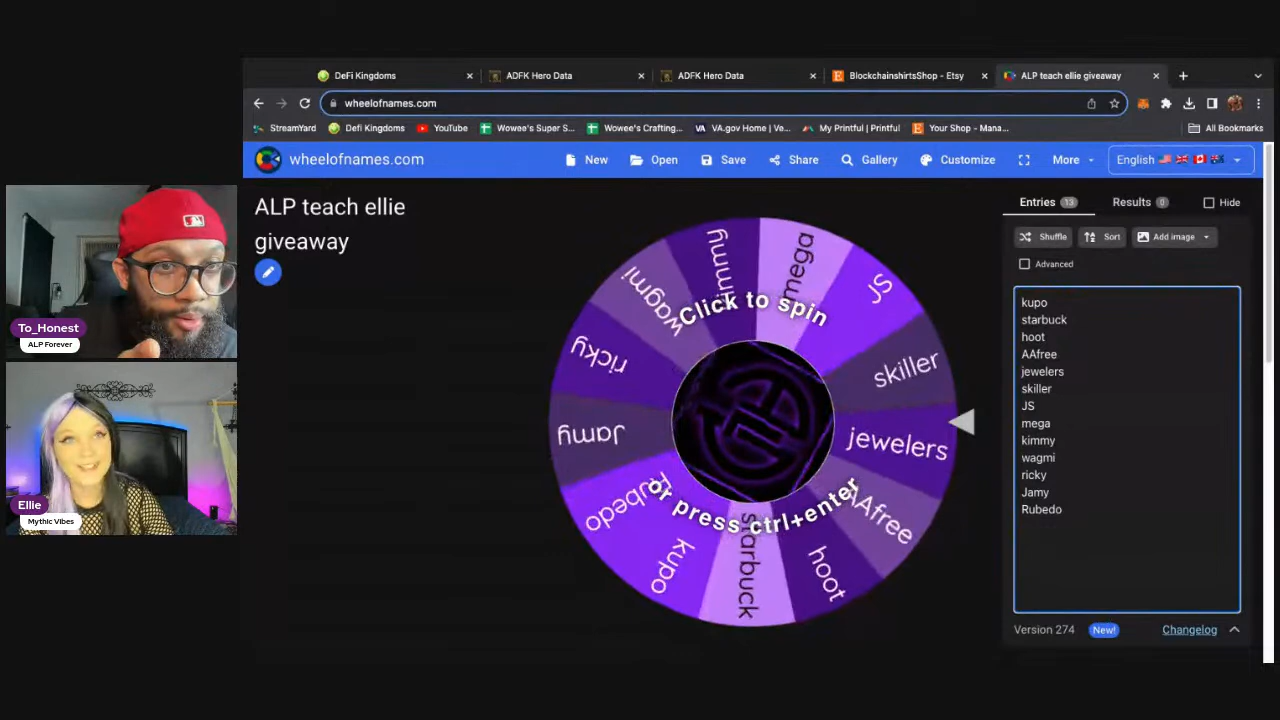 DeFi Kingdoms
ADFK Hero Data
ADFK Hero Data
BlockchainshirtsShop - Etsy
ALP teach ellie giveaway
wheelofnames.com
StreamYard
Defi Kingdoms
YouTube
Wowee's Super S...
Wowee's Crafting...
VA VA.gov Home | Ve...
My Printful | Printful
Your Shop - Mana...
All Bookmarks
wheelofnames.com
New
Open
Save
Share
Gallery
Customize
More
English
ALP teach ellie
giveaway
Entries 13
Results 0
Hide
Shuffle
Sort
Add image
Advanced
kupo
starbuck
hoot
AAfree
jewelers
skiller
JS
mega
kimmy
wagmi
ricky
Jamy
Rubedo
Version 274
New!
Changelog
Click to spin
or press ctrl+enter
mega
JS
skiller
jewelers
AAfree
hoot
starbuck
kupo
Rubedo
Jamy
ricky
wagmi
kimmy
To_Honest
ALP Forever
Ellie
Mythic Vibes